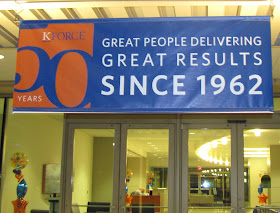 KFORCE
50
YEARS
GREAT PEOPLE DELIVERING
GREAT RESULTS
SINCE 1962